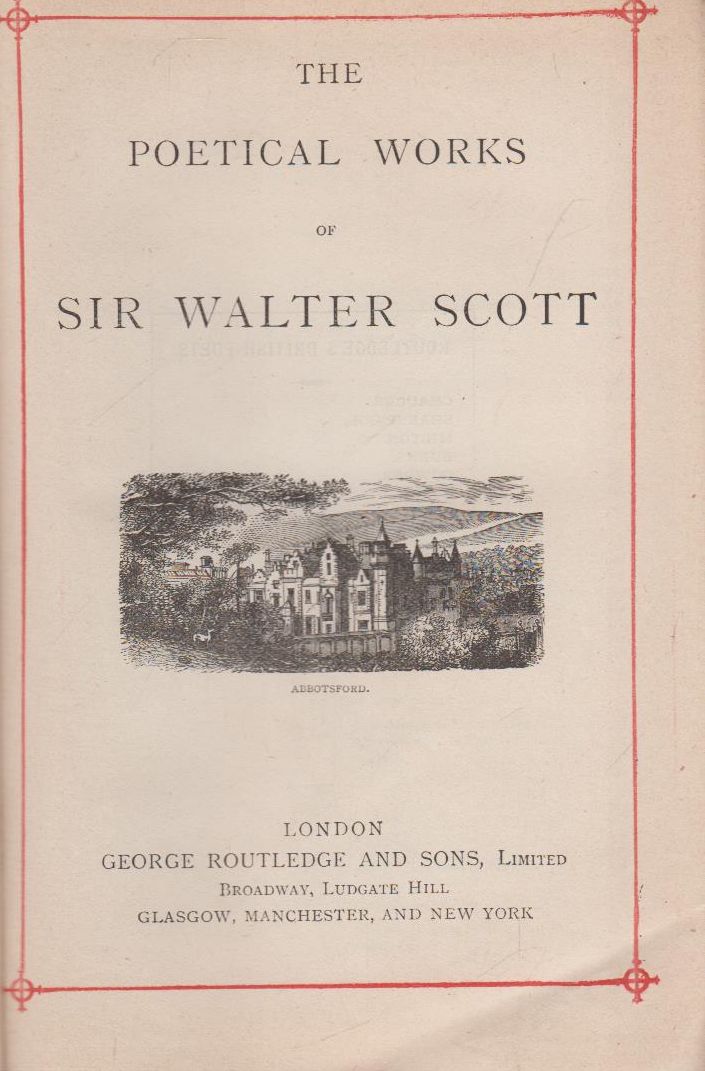 THE
POETICAL WORKS
OF
SIR WALTER SCOTT
ABBOTSFORD.
LONDON
GEORGE ROUTLEDGE AND SONS, LIMITED
BROADWAY, LUDGATE HILL
GLASGOW, MANCHESTER, AND NEW YORK